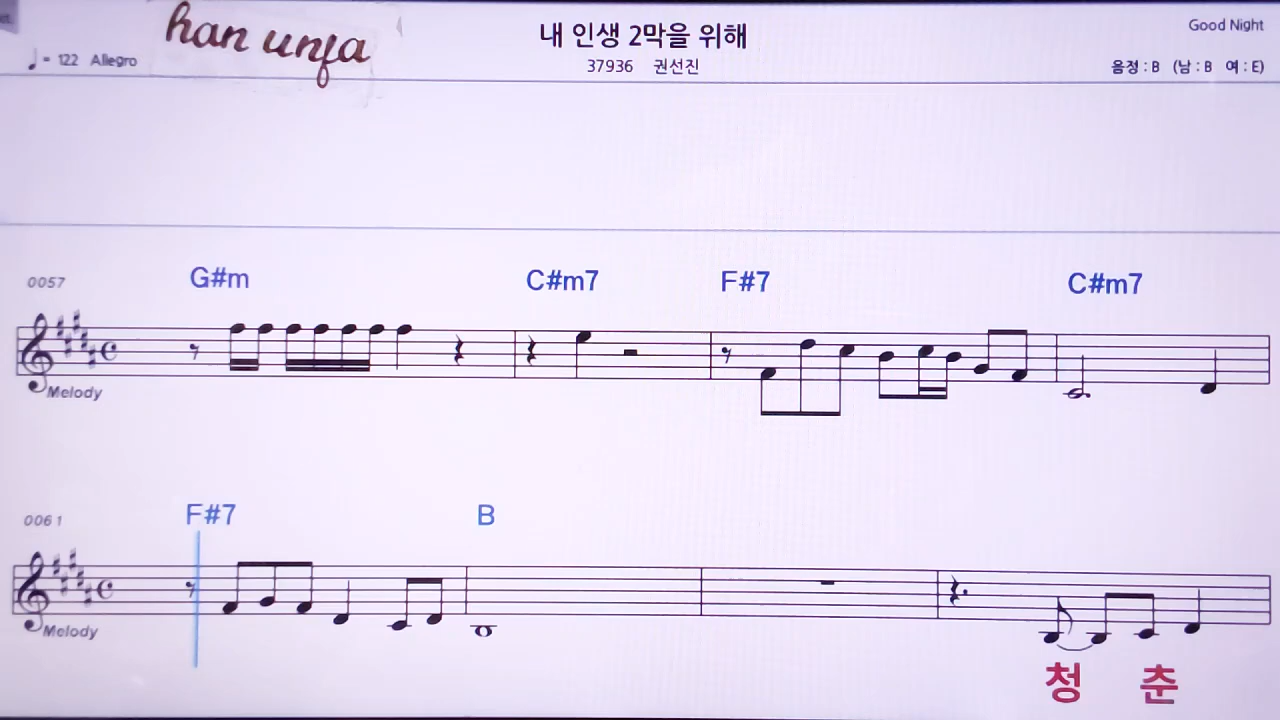 han unja
내 인생 2막을 위해
Good Night
♩= 122 Allegro
37936 권선진
음정 : B (남 : B 여 : E)
0057 G#m C#m7 F#7 C#m7
Melody
0061 F#7 B
Melody
청 춘